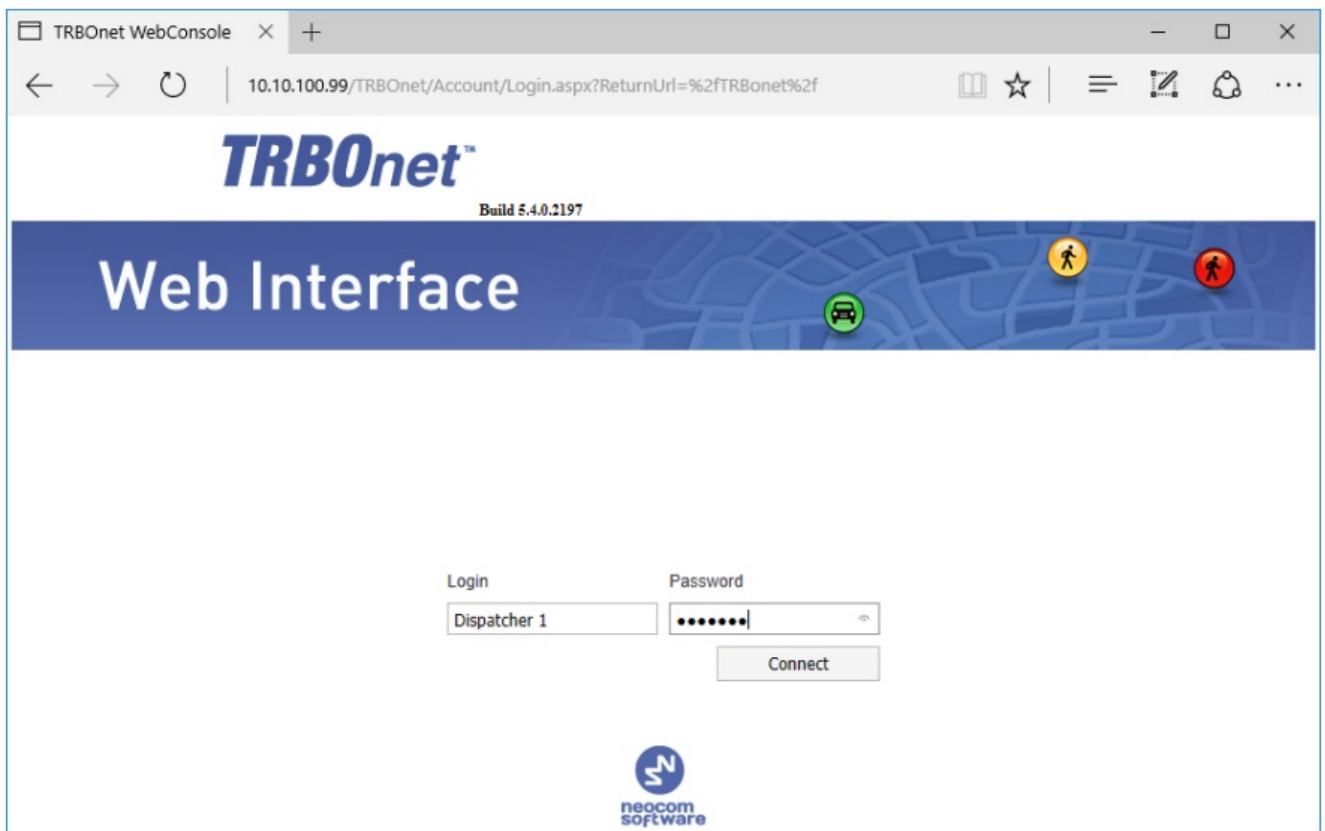 TRBOnet WebConsole
10.10.100.99/TRBOnet/Account/Login.aspx?ReturnUrl=%2fTRBonet%2f
TRBOnet™
Build 5.4.0.2197
Web Interface
Login Password
Dispatcher 1 •••••••
Connect
neocom
software